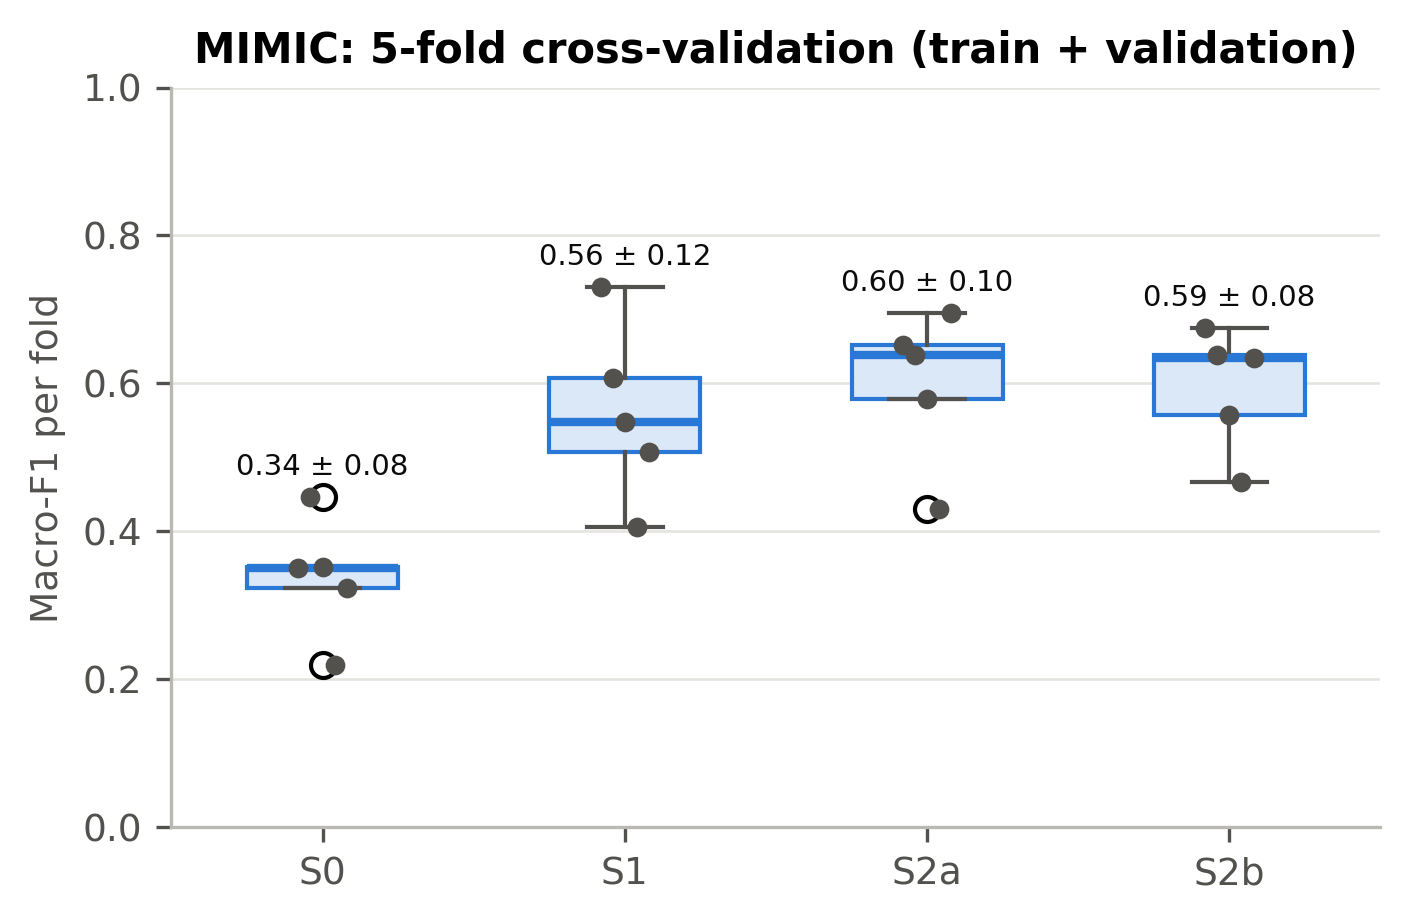 MIMIC: 5-fold cross-validation (train + validation)
Macro-F1 per fold
1.0
0.8
0.6
0.4
0.2
0.0
0.34 ± 0.08
0.56 ± 0.12
0.60 ± 0.10
0.59 ± 0.08
S0
S1
S2a
S2b